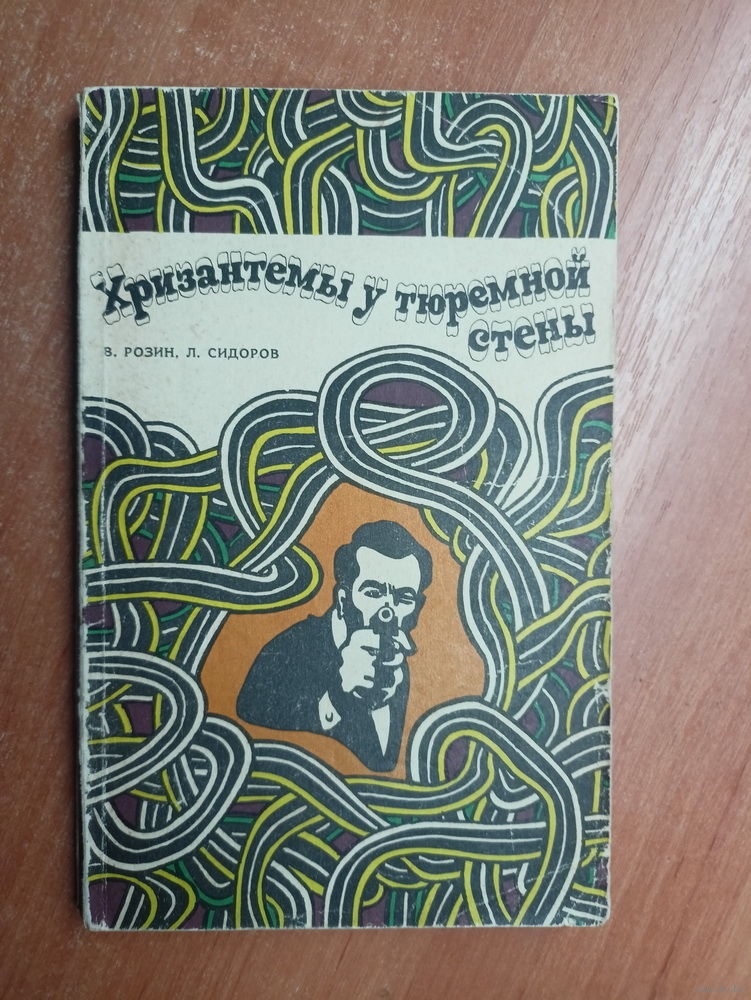 Хризантемы у тюремной
стены
В. РОЗИН, Л. СИДОРОВ